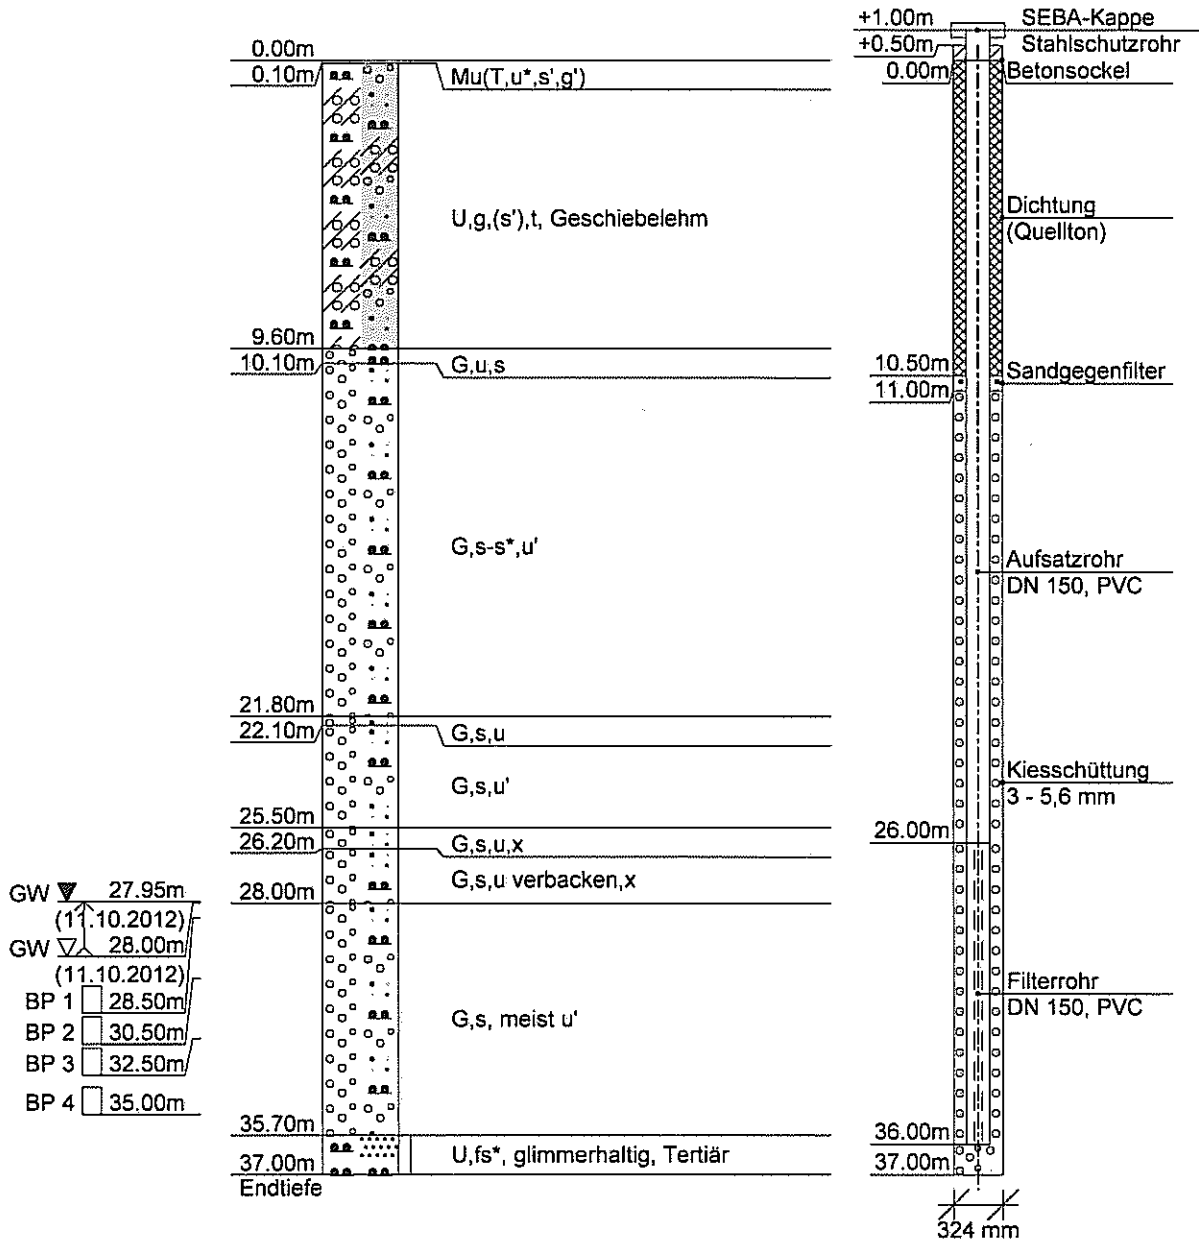 0.00m
0.10m
Mu(T,u*,s',g')
U,g,(s'),t, Geschiebelehm
9.60m
10.10m
G,u,s
G,s-s*,u'
21.80m
22.10m
G,s,u
G,s,u'
25.50m
26.20m
G,s,u,x
G,s,u verbacken,x
28.00m
G,s, meist u'
35.70m
U,fs*, glimmerhaltig, Tertiär
37.00m
Endtiefe
GW 27.95m
(11.10.2012)
GW 28.00m
(11.10.2012)
BP 1 28.50m
BP 2 30.50m
BP 3 32.50m
BP 4 35.00m
+1.00m SEBA-Kappe
+0.50m Stahlschutzrohr
0.00m Betonsockel
Dichtung
(Quellton)
10.50m Sandgegenfilter
11.00m
Aufsatzrohr
DN 150, PVC
Kiesschüttung
3 - 5,6 mm
26.00m
Filterrohr
DN 150, PVC
36.00m
37.00m
324 mm